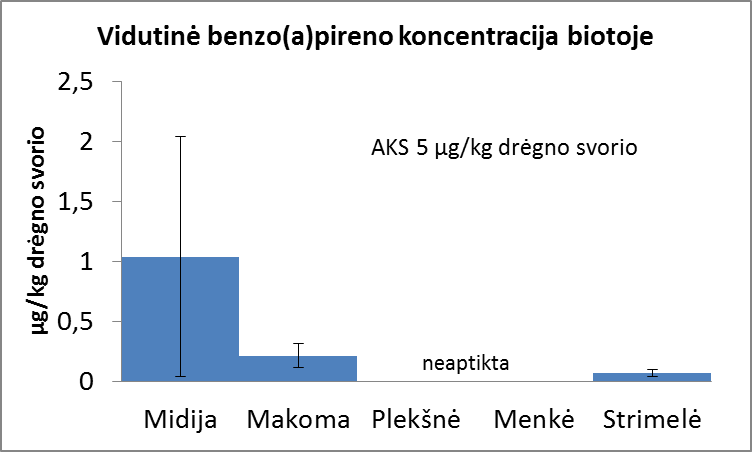 Vidutinė benzo(a)pireno koncentracija biotoje
µg/kg drėgno svorio
2,5
2
1,5
1
0,5
0
AKS 5 µg/kg drėgno svorio
neaptikta
Midija Makoma Plekšnė Menkė Strimelė